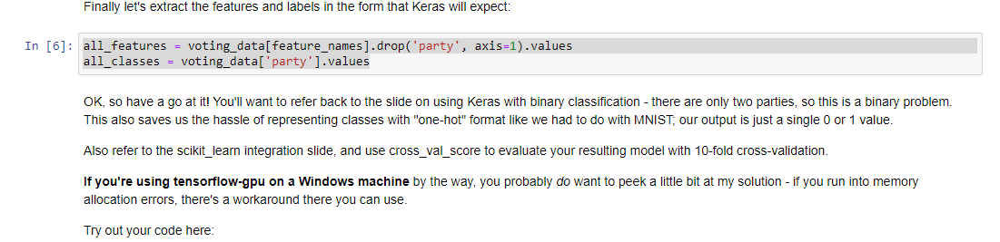 Finally let's extract the features and labels in the form that Keras will expect:
In [6]: all_features = voting_data[feature_names].drop('party', axis=1).values
all_classes = voting_data['party'].values
OK, so have a go at it! You'll want to refer back to the slide on using Keras with binary classification - there are only two parties, so this is a binary problem.
This also saves us the hassle of representing classes with "one-hot" format like we had to do with MNIST; our output is just a single 0 or 1 value.
Also refer to the scikit_learn integration slide, and use cross_val_score to evaluate your resulting model with 10-fold cross-validation.
If you're using tensorflow-gpu on a Windows machine by the way, you probably do want to peek a little bit at my solution - if you run into memory
allocation errors, there's a workaround there you can use.
Try out your code here: